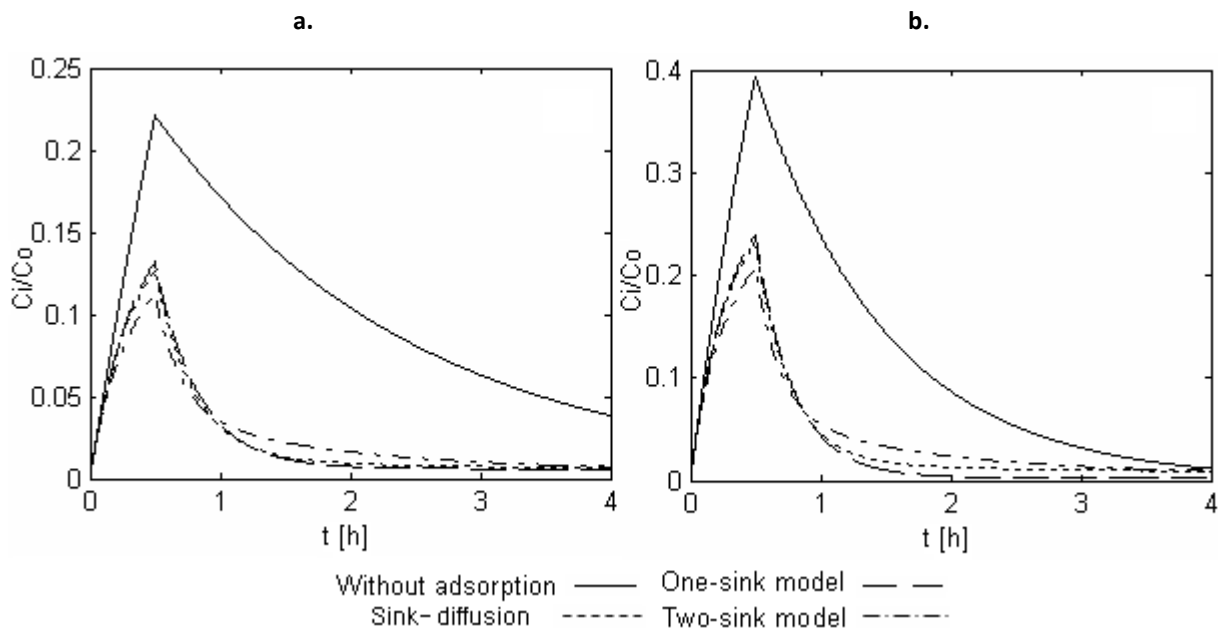 a. b.
0.25 0.4
0.2 0.3
0.15 0.2
0.1 0.1
0.05 0
0
Ci/Co Ci/Co
0 1 2 3 4 0 1 2 3 4
t [h] t [h]
Without adsorption One-sink model
Sink-diffusion Two-sink model